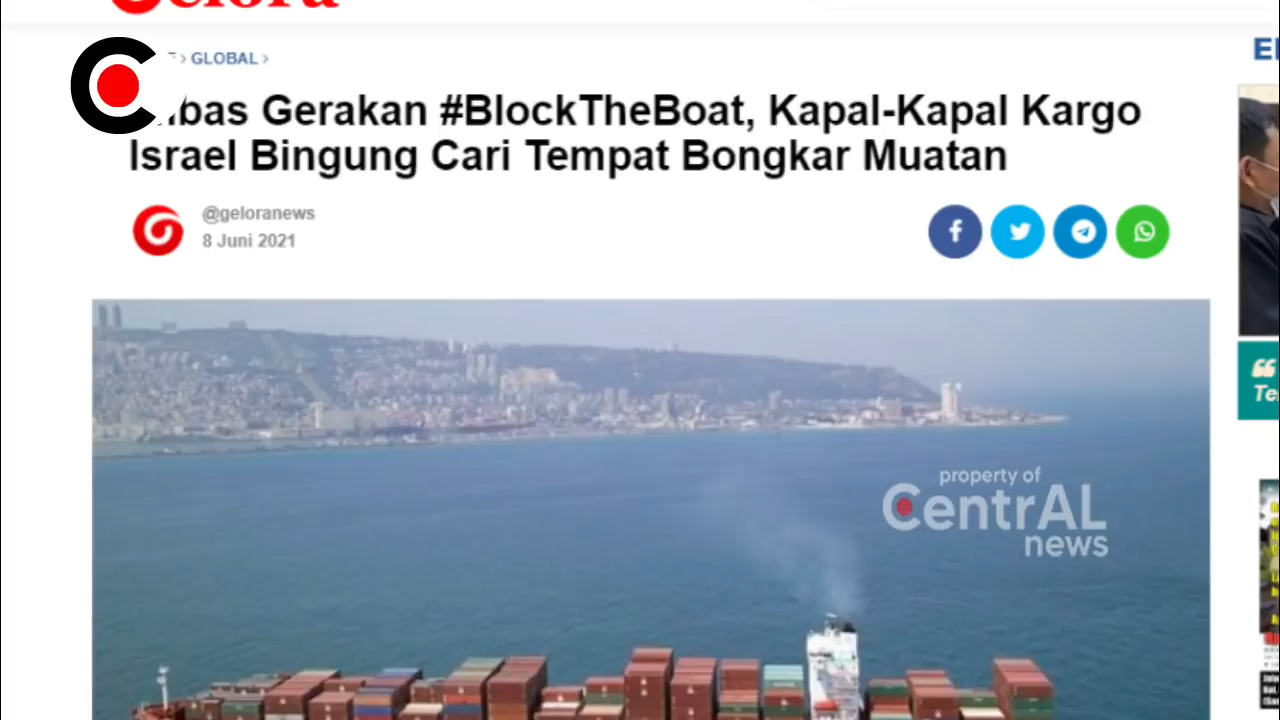 GLOBAL
Gerakan #BlockTheBoat, Kapal-Kapal Kargo
Israel Bingung Cari Tempat Bongkar Muatan
@geloranews
8 Juni 2021
property of
CentrAL
news